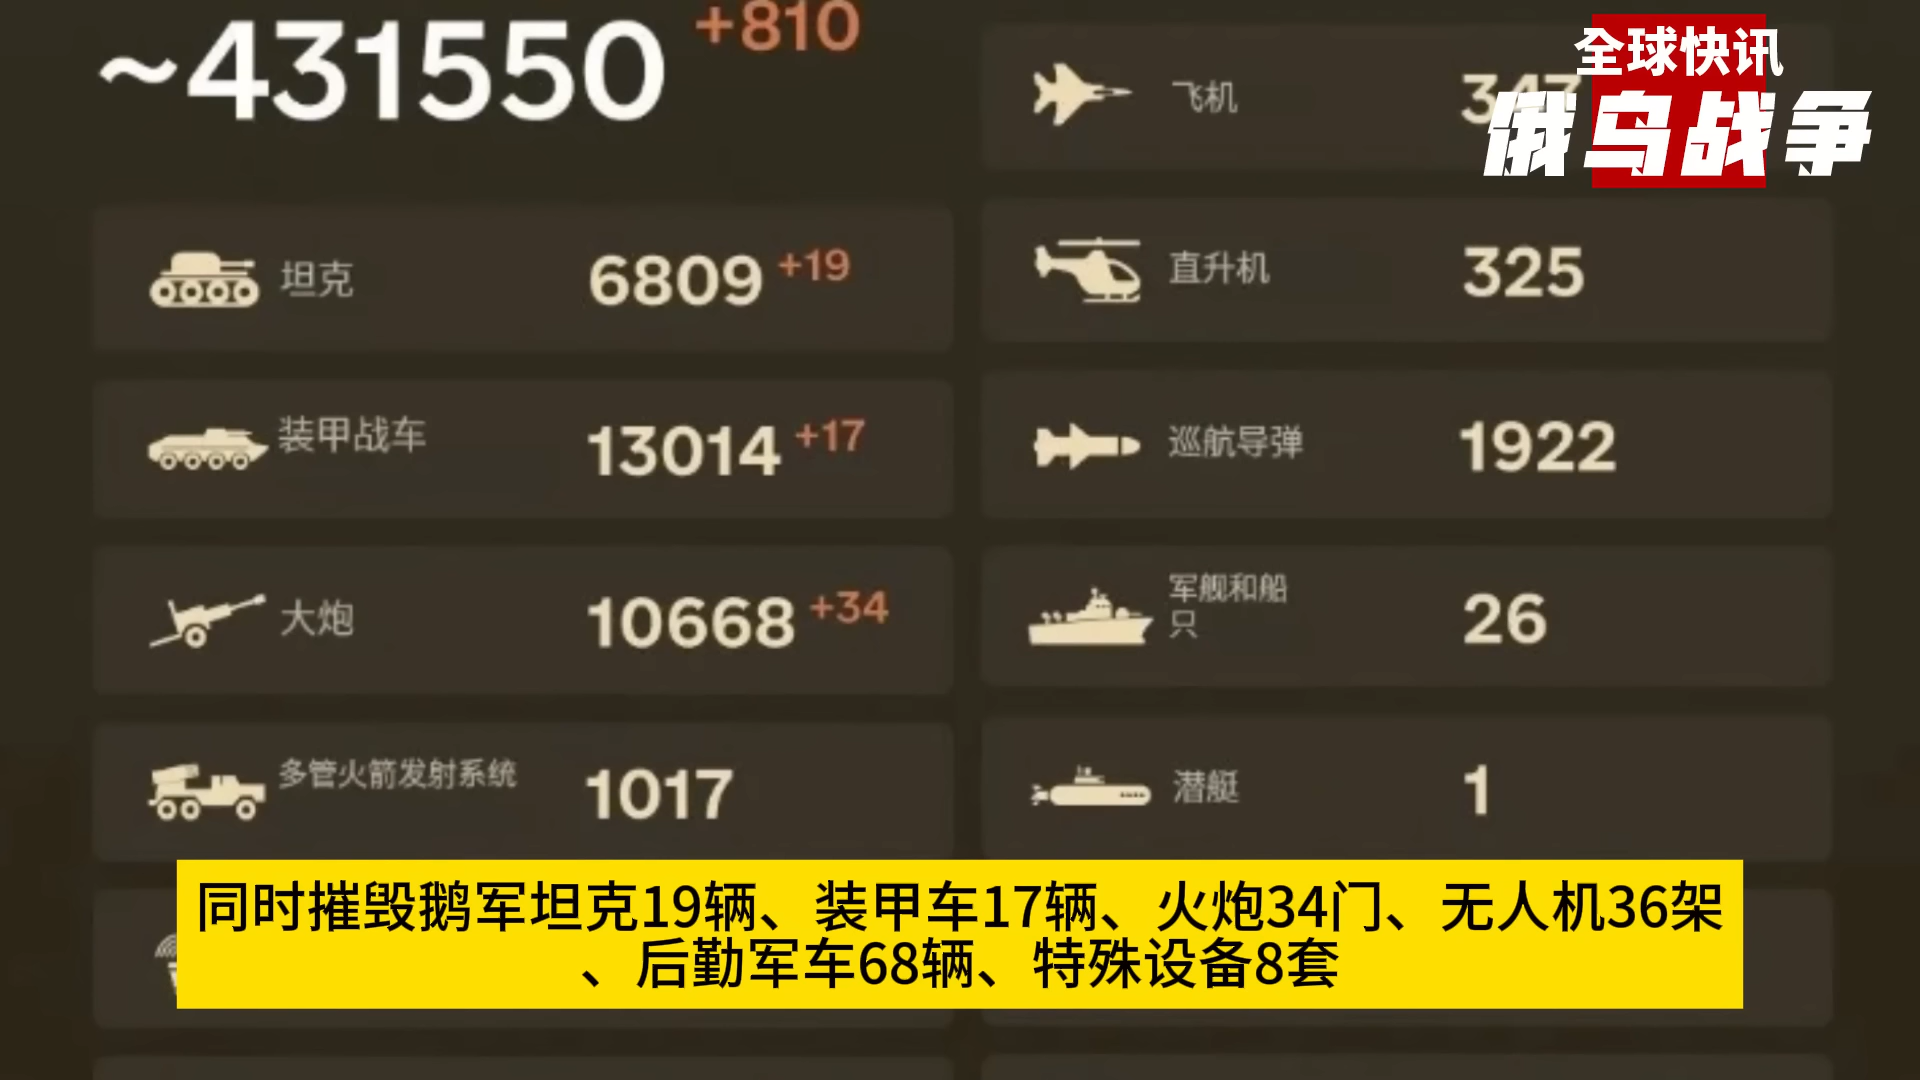 ~431550 +810
全球快讯
俄乌战争
飞机 347
坦克 6809 +19
直升机 325
装甲战车 13014 +17
巡航导弹 1922
大炮 10668 +34
军舰和船
只
26
多管火箭发射系统 1017
潜艇 1
同时摧毁鹅军坦克19辆、装甲车17辆、火炮34门、无人机36架
、后勤军车68辆、特殊设备8套